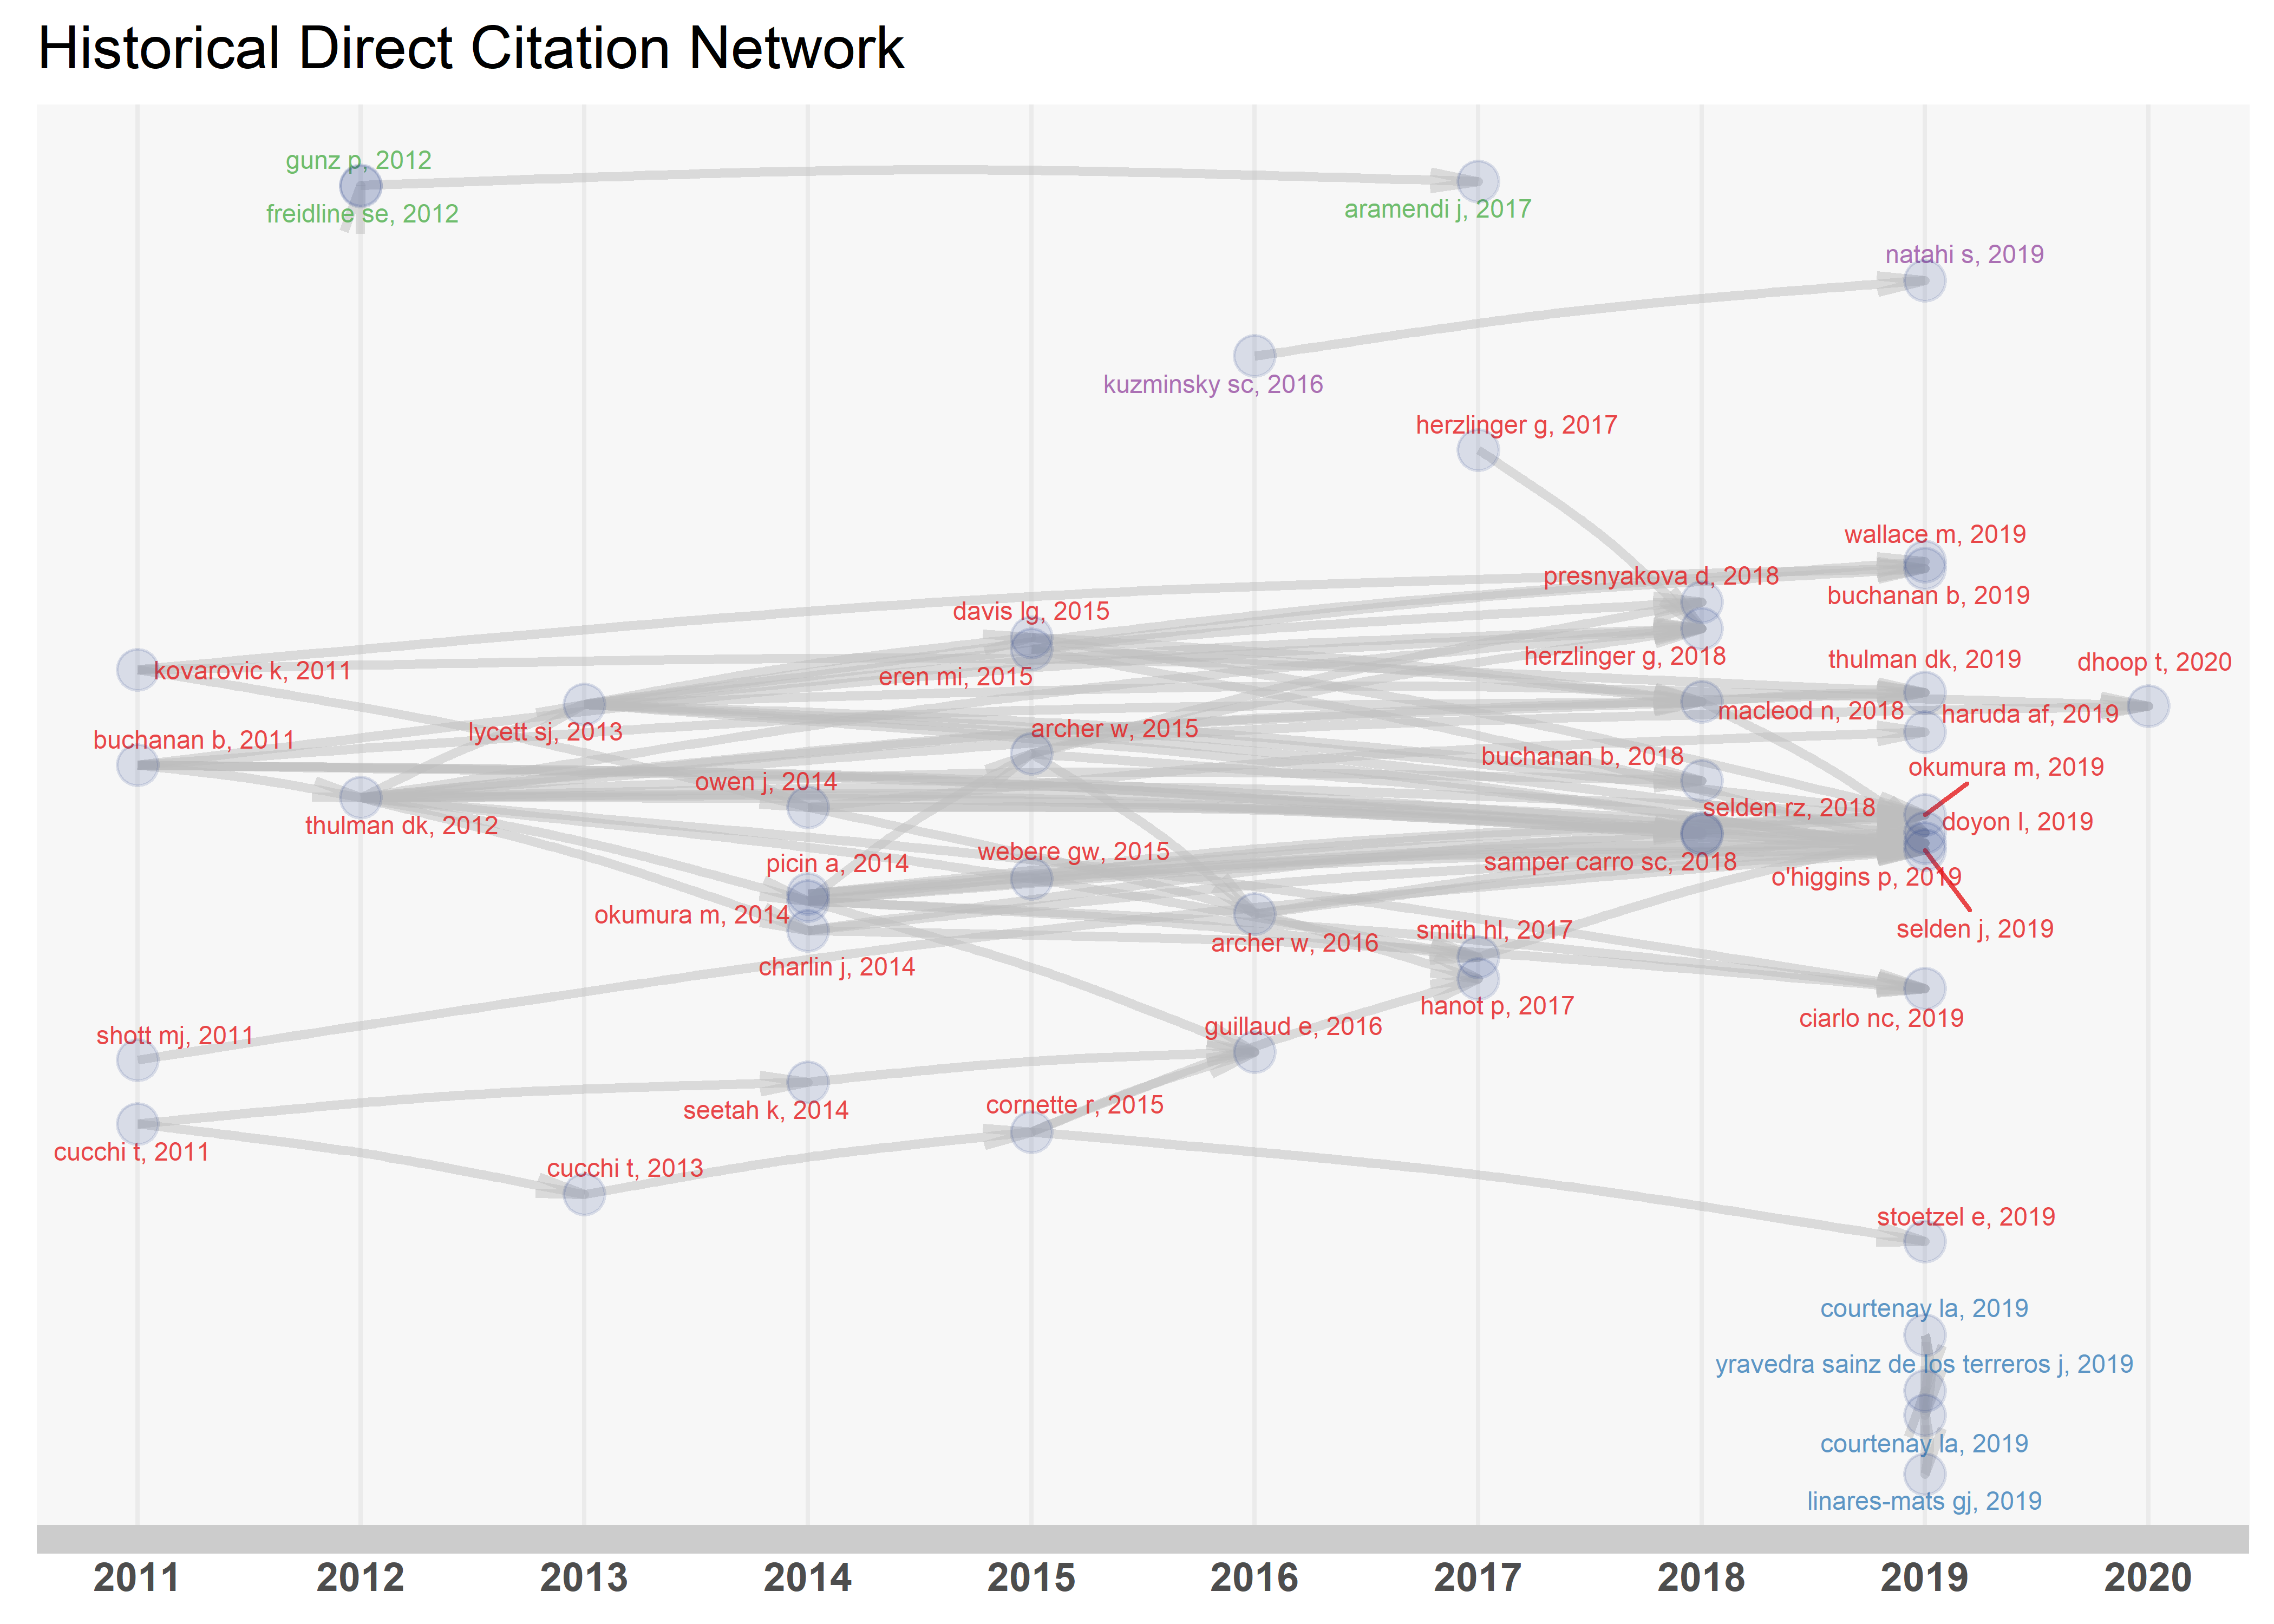 Historical Direct Citation Network
gunz p, 2012
freidline se, 2012
aramendi j, 2017
natahi s, 2019
kuzminsky sc, 2016
herzlinger g, 2017
wallace m, 2019
presnyakova d, 2018
buchanan b, 2019
davis lg, 2015
herzlinger g, 2018
thulman dk, 2019
dhoop t, 2020
kovarovic k, 2011
eren mi, 2015
macleod n, 2018
haruda af, 2019
lycett sj, 2013
archer w, 2015
buchanan b, 2011
buchanan b, 2018
okumura m, 2019
owen j, 2014
selden rz, 2018
thulman dk, 2012
doyon l, 2019
webere gw, 2015
picin a, 2014
samper carro sc, 2018
o'higgins p, 2019
okumura m, 2014
smith hl, 2017
selden j, 2019
archer w, 2016
charlin j, 2014
hanot p, 2017
ciarlo nc, 2019
guillaud e, 2016
shott mj, 2011
seetah k, 2014
cornette r, 2015
cucchi t, 2011
cucchi t, 2013
stoetzel e, 2019
courtenay la, 2019
yravedra sainz de los terreros j, 2019
courtenay la, 2019
linares-mats gj, 2019
2011 2012 2013 2014 2015 2016 2017 2018 2019 2020